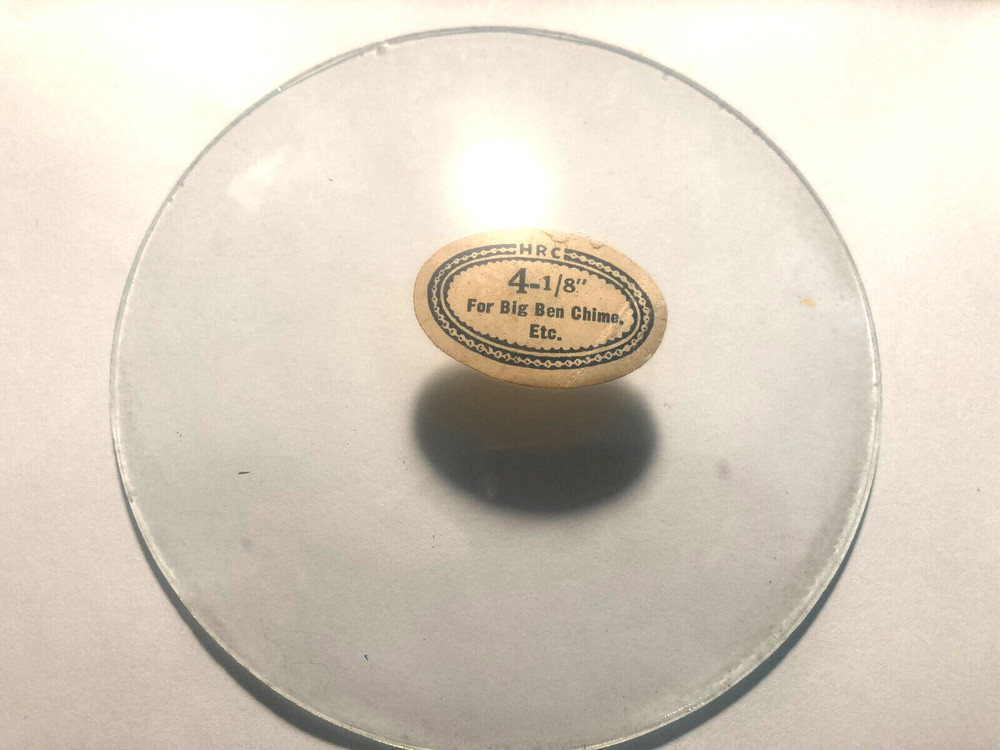 HRC
4-1/8"
For Big Ben Chime,
Etc.